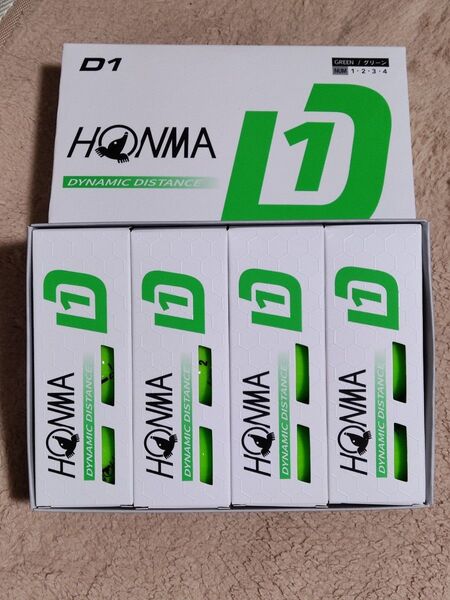 D1
GREEN / グリーン
NUM 1・2・3・4
HONMA
D1
DYNAMIC DISTANCE
D1
HONMA
DYNAMIC DISTANCE
D1
HONMA
DYNAMIC DISTANCE
D1
HONMA
DYNAMIC DISTANCE
D1
HONMA
DYNAMIC DISTANCE